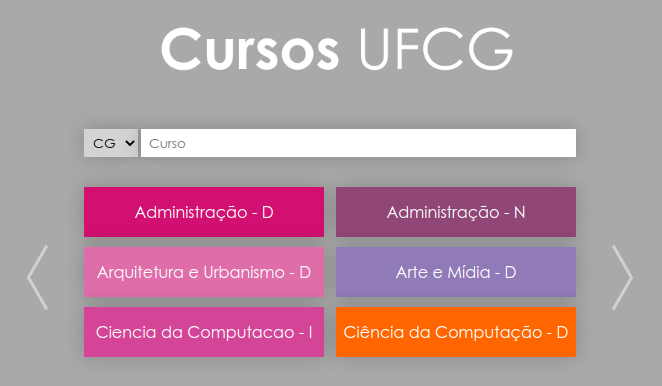 Cursos UFCG
CG Curso
Administração - D
Administração - N
Arquitetura e Urbanismo - D
Arte e Mídia - D
Ciencia da Computacao - I
Ciência da Computação - D